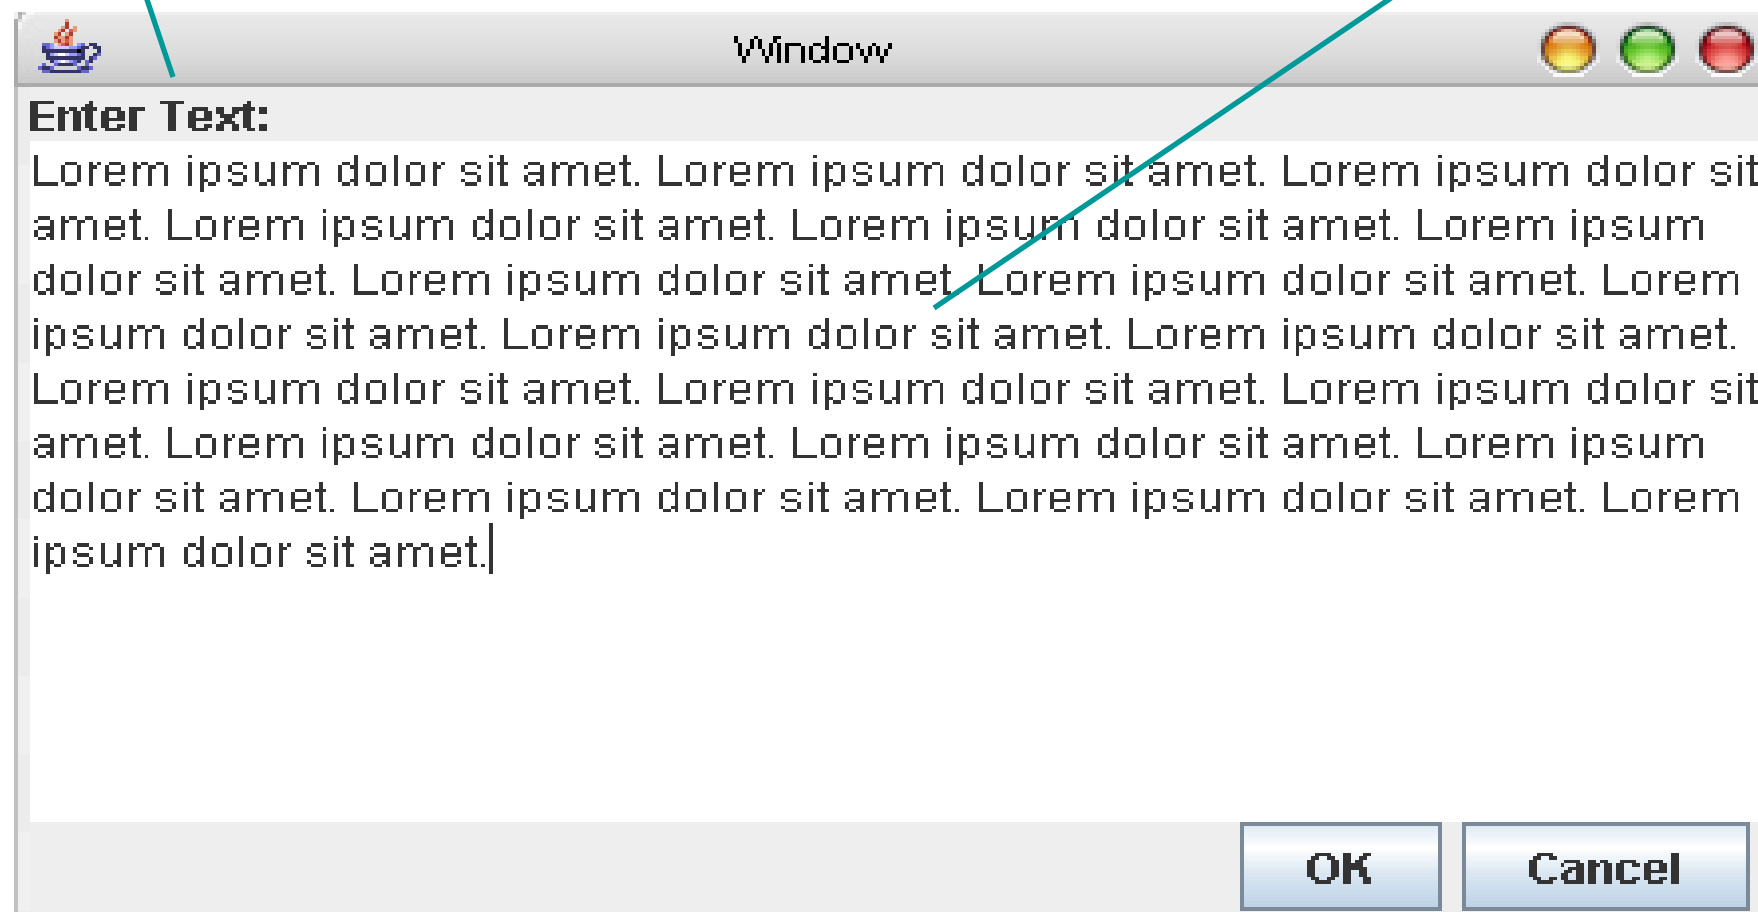 Window
Enter Text:
Lorem ipsum dolor sit amet. Lorem ipsum dolor sit amet. Lorem ipsum dolor sit
amet. Lorem ipsum dolor sit amet. Lorem ipsum dolor sit amet. Lorem ipsum
dolor sit amet. Lorem ipsum dolor sit amet. Lorem ipsum dolor sit amet. Lorem
ipsum dolor sit amet. Lorem ipsum dolor sit amet. Lorem ipsum dolor sit amet.
Lorem ipsum dolor sit amet. Lorem ipsum dolor sit amet. Lorem ipsum dolor sit
amet. Lorem ipsum dolor sit amet. Lorem ipsum dolor sit amet. Lorem ipsum
dolor sit amet. Lorem ipsum dolor sit amet. Lorem ipsum dolor sit amet. Lorem
ipsum dolor sit amet.
OK Cancel